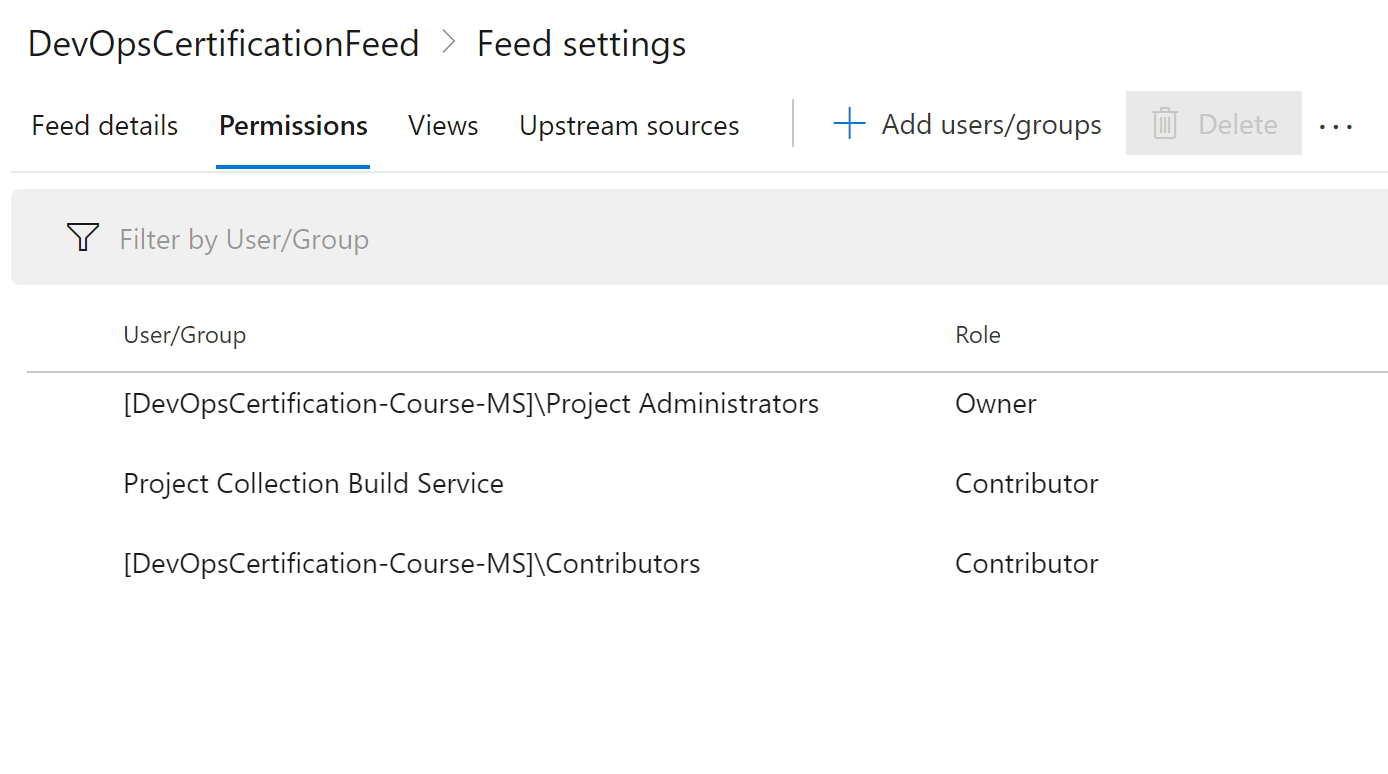 DevOpsCertificationFeed > Feed settings
Feed details Permissions Views Upstream sources + Add users/groups Delete ...
Filter by User/Group
User/Group Role
[DevOpsCertification-Course-MS]\Project Administrators Owner
Project Collection Build Service Contributor
[DevOpsCertification-Course-MS]\Contributors Contributor